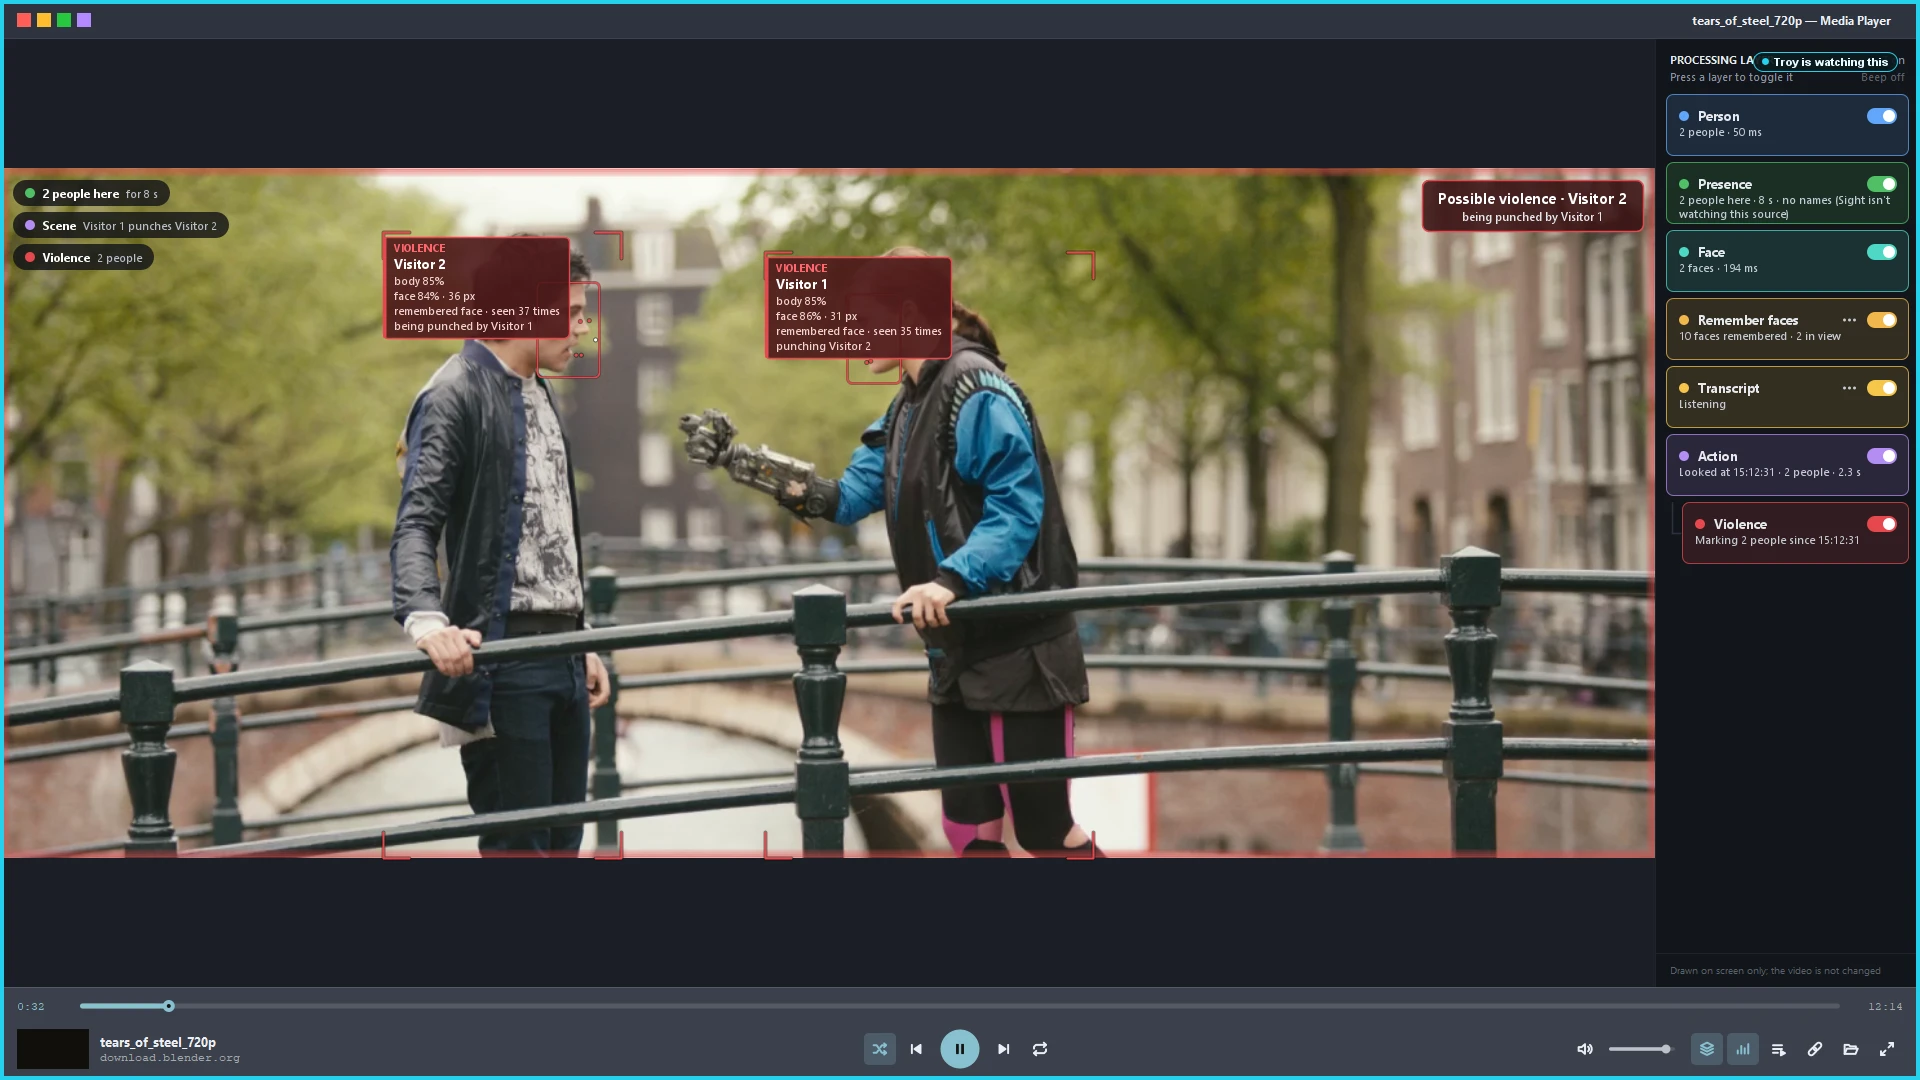 tears_of_steel_720p — Media Player
PROCESSING LA
Troy is watching this
n
Press a layer to toggle it
Beep off
Person
2 people · 50 ms
Presence
2 people here · 8 s · no names (Sight isn't
watching this source)
Face
2 faces · 194 ms
Remember faces
10 faces remembered · 2 in view
Transcript
Listening
Action
Looked at 15:12:31 · 2 people · 2.3 s
Violence
Marking 2 people since 15:12:31
Drawn on screen only; the video is not changed
2 people here for 8 s
Scene Visitor 1 punches Visitor 2
Violence 2 people
VIOLENCE
Visitor 2
body 85%
face 84% · 36 px
remembered face · seen 37 times
being punched by Visitor 1
VIOLENCE
Visitor 1
body 85%
face 86% · 31 px
remembered face · seen 35 times
punching Visitor 2
Possible violence - Visitor 2
being punched by Visitor 1
0:32
12:14
tears_of_steel_720p
download.blender.org